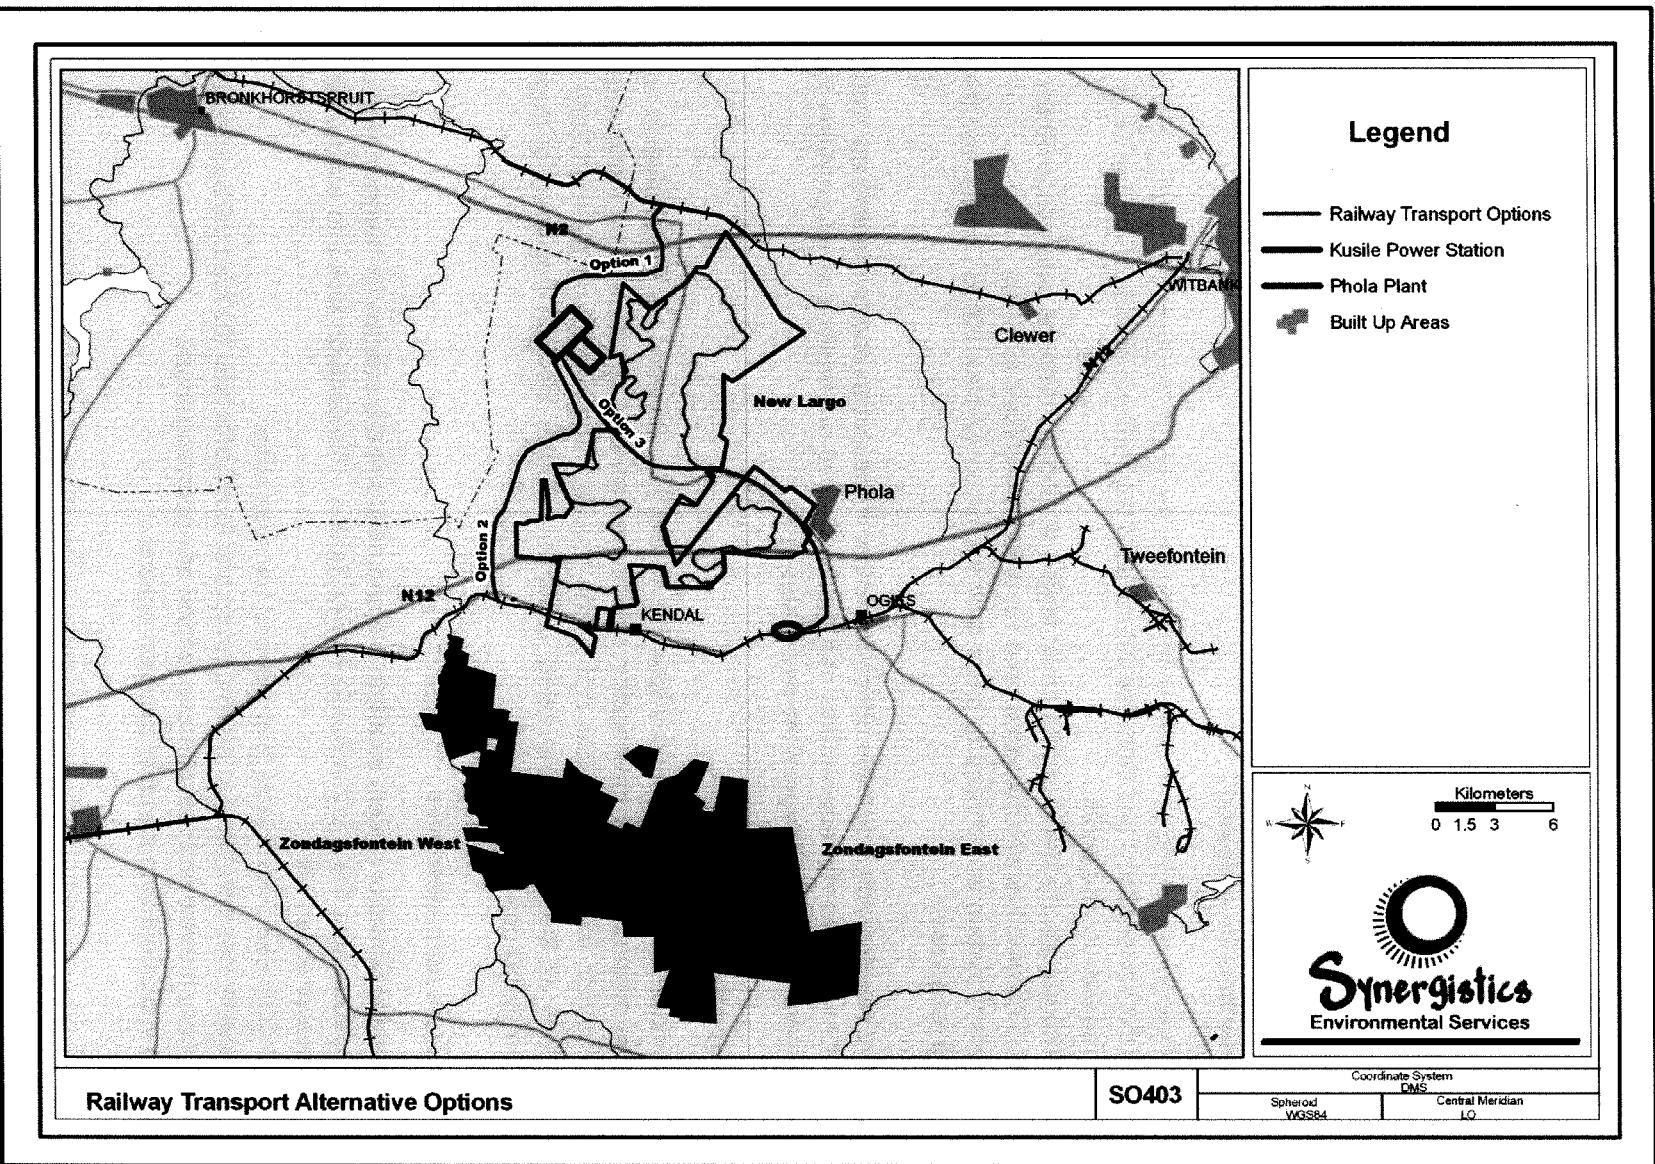 BRONKHORSTSPRUIT
N2
Option 1
WITBANK
Clewer
N12
New Largo
Option 3
Phola
Option 2
Tweefontein
N12
OGIES
KENDAL
Zondagsfontein West
Zondagsfontein East
Legend
Railway Transport Options
Kusile Power Station
Phola Plant
Built Up Areas
N
W E
S
Kilometers
0 1.5 3 6
Synergistics
Environmental Services
Railway Transport Alternative Options
SO403
Coordinate System
DMS
Spheroid
WGS84
Central Meridian
LO